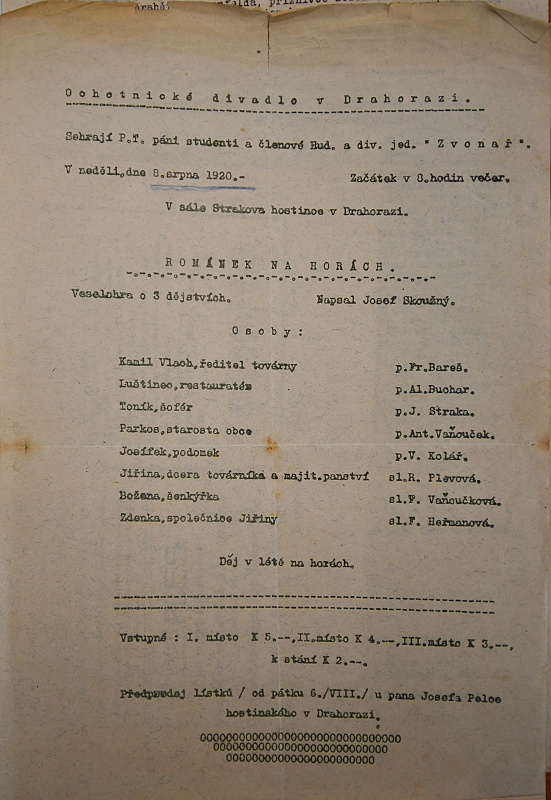 Ochotnické divadlo v Drahorazi.
Sehrají P.T. páni studenti a členové Hud. a div. jed. "Zvonař".
V neděli, dne 8.srpna 1920.- Začátek v 8.hodin večer.
V sále Strakova hostince v Drahorazi.
ROMÁNEK NA HORÁCH.
Veselohra o 3 dějstvích. Napsal Josef Skoužný.
Osoby:
Kamil Vlach,ředitel továrny p.Fr.Bareš.
Luštinec,restauratér p.Al.Buchar.
Toník,šofér p.J. Straka.
Parkos,starosta obce p.Ant.Vaňouček.
Josífek,podomek p.V. Kolář.
Jiřina,dcera továrníka a majit.panství sl.R. Plevová.
Božena,šenkýřka sl.F. Vaňoučková.
Zdenka,společnice Jiřiny sl.F. Heřmanová.
Děj v létě na horách.
Vstupné : I. místo K 5.--,II.místo K 4.--,III.místo K 3.--,
k stání K 2.--.
Předprodej lístků / od pátku 6./VIII./ u pana Josefa Pelce
hostinského v Drahorazi.